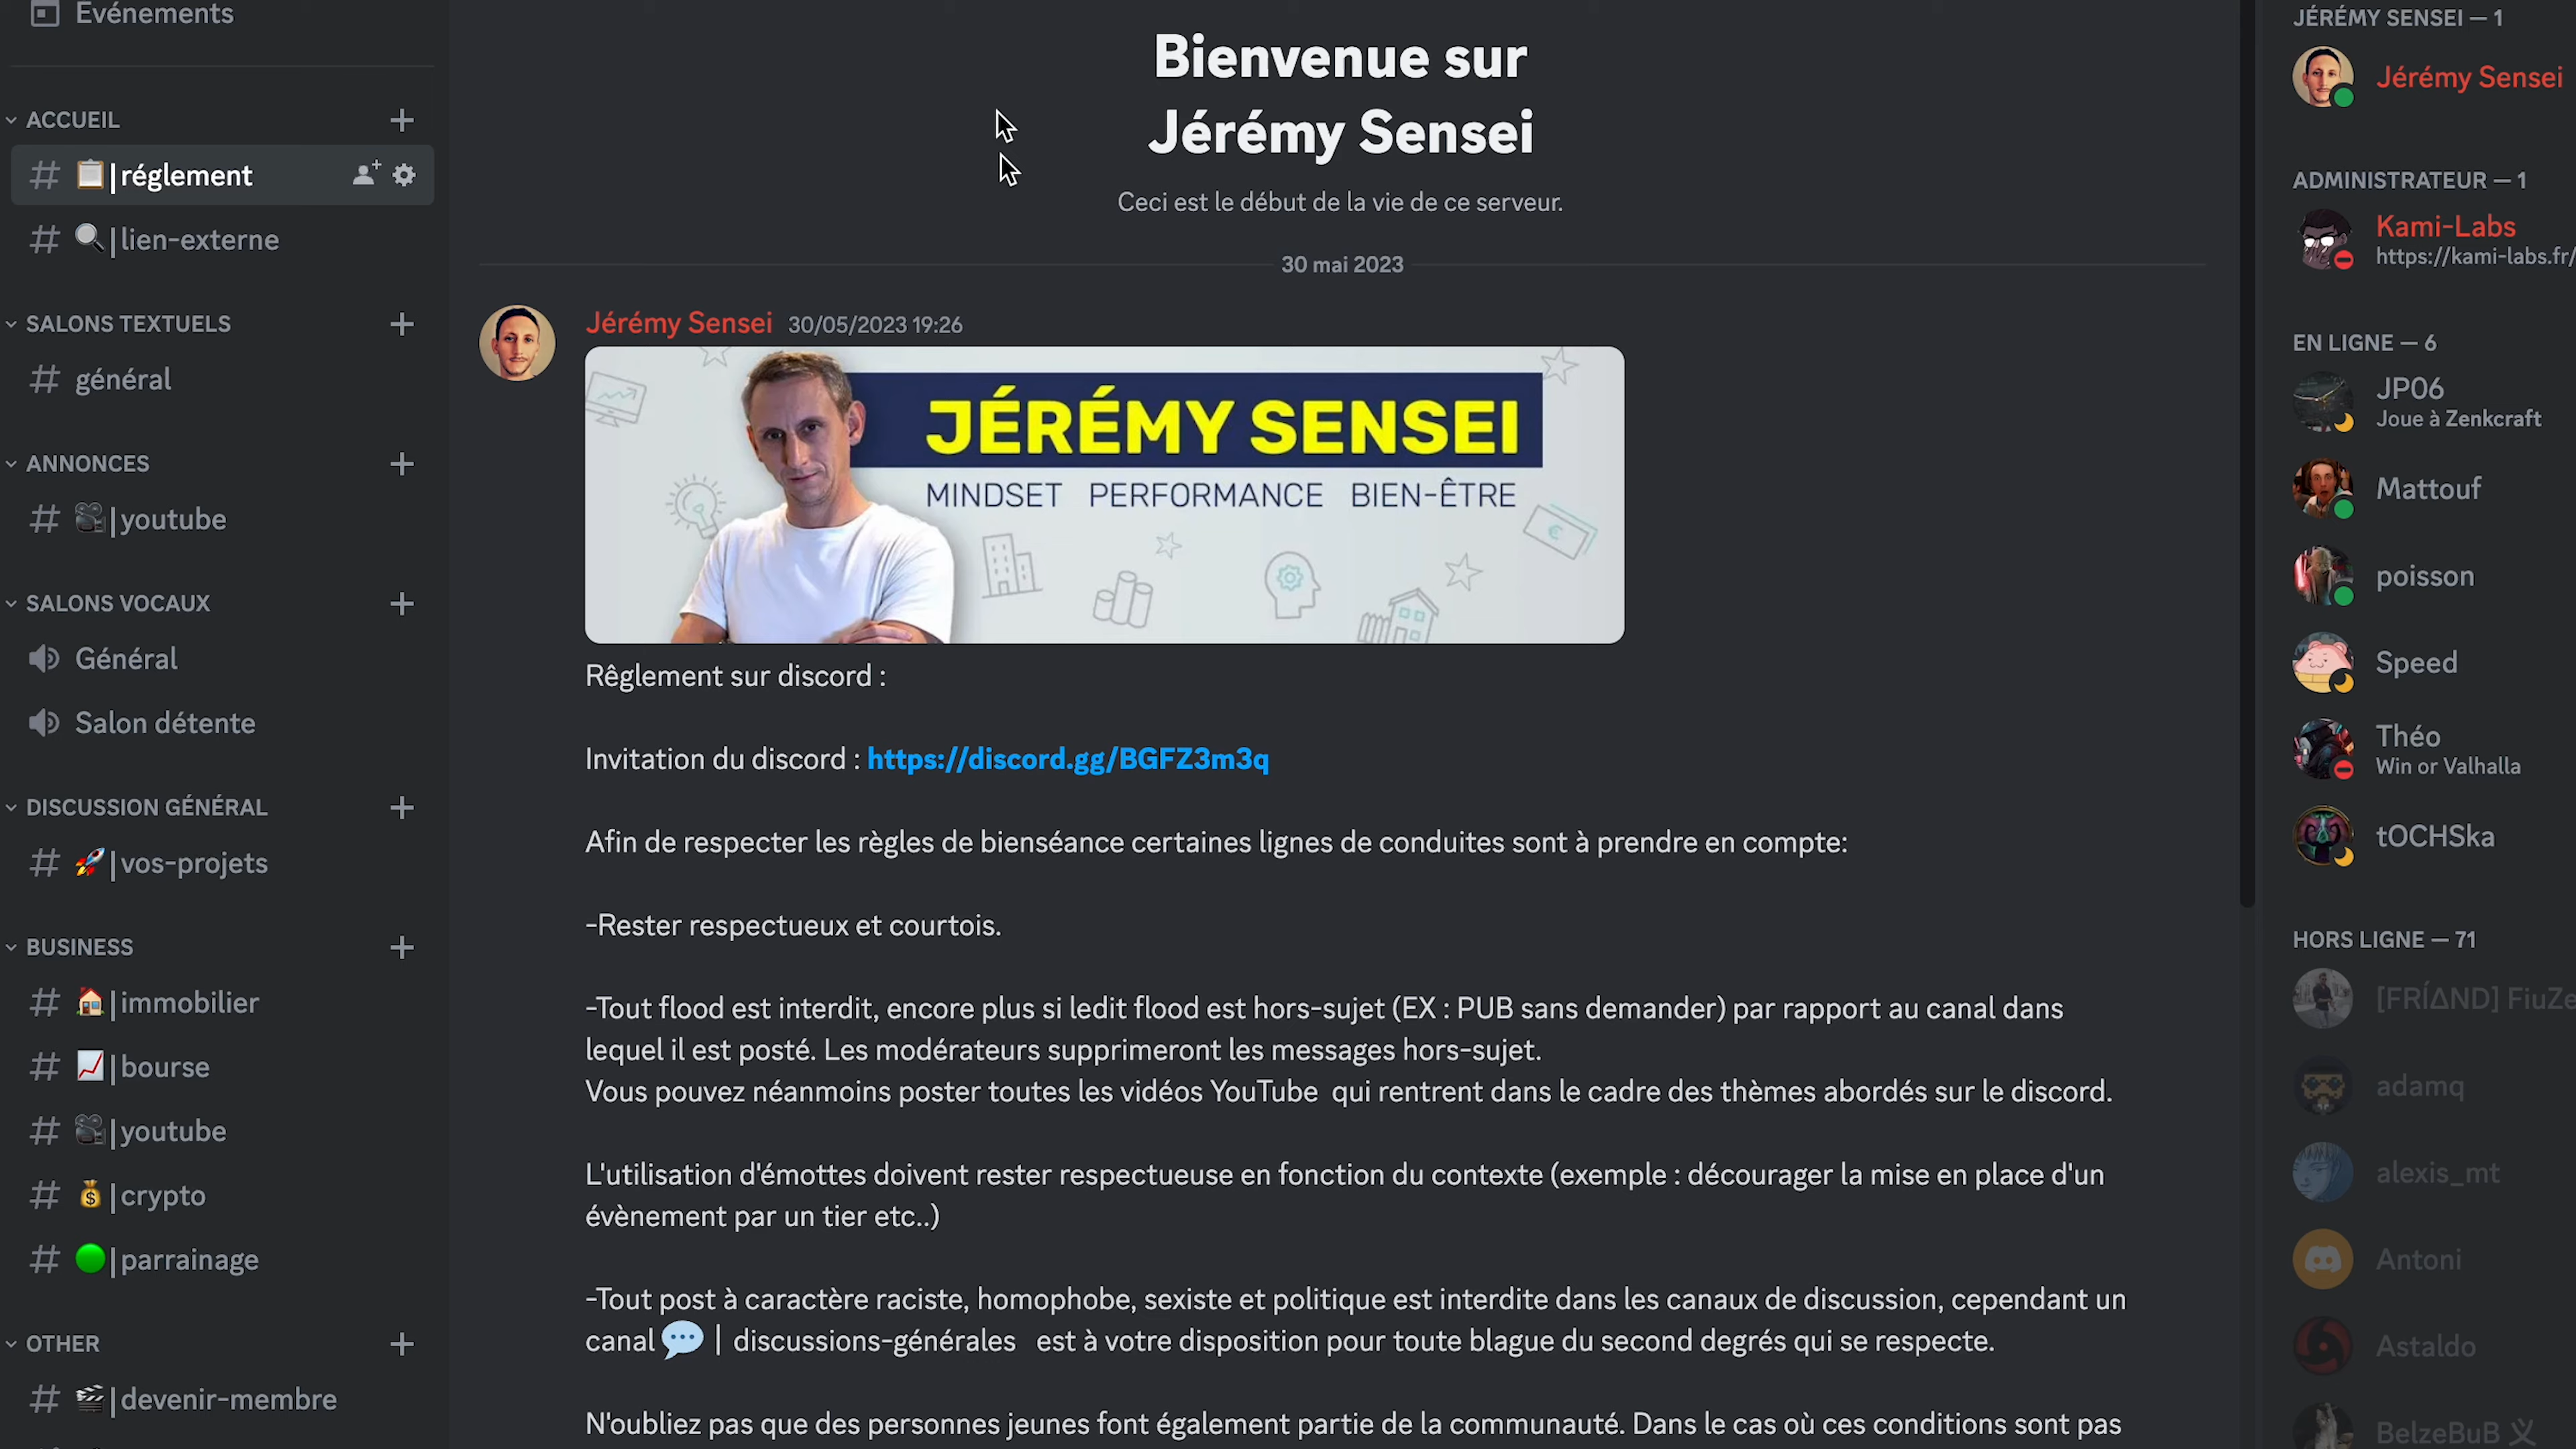 Evénements
ACCUEIL
📋|réglement
🔍|lien-externe
SALONS TEXTUELS
général
ANNONCES
🎥|youtube
SALONS VOCAUX
Général
Salon détente
DISCUSSION GÉNÉRAL
🚀|vos-projets
BUSINESS
🏠|immobilier
📈|bourse
🎥|youtube
💰|crypto
🟢|parrainage
OTHER
🎬|devenir-membre
Bienvenue sur
Jérémy Sensei
Ceci est le début de la vie de ce serveur.
30 mai 2023
Jérémy Sensei 30/05/2023 19:26
JÉRÉMY SENSEI
MINDSET PERFORMANCE BIEN-ÊTRE
Rêglement sur discord :
Invitation du discord : https://discord.gg/BGFZ3m3q
Afin de respecter les règles de bienséance certaines lignes de conduites sont à prendre en compte:
-Rester respectueux et courtois.
-Tout flood est interdit, encore plus si ledit flood est hors-sujet (EX : PUB sans demander) par rapport au canal dans
lequel il est posté. Les modérateurs supprimeront les messages hors-sujet.
Vous pouvez néanmoins poster toutes les vidéos YouTube qui rentrent dans le cadre des thèmes abordés sur le discord.
L'utilisation d'émottes doivent rester respectueuse en fonction du contexte (exemple : décourager la mise en place d'un
évènement par un tier etc..)
-Tout post à caractère raciste, homophobe, sexiste et politique est interdite dans les canaux de discussion, cependant un
canal 💬 | discussions-générales est à votre disposition pour toute blague du second degrés qui se respecte.
N'oubliez pas que des personnes jeunes font également partie de la communauté. Dans le cas où ces conditions sont pas
JÉRÉMY SENSEI — 1
Jérémy Sensei
ADMINISTRATEUR — 1
Kami-Labs
https://kami-labs.fr/
EN LIGNE — 6
JP06
Joue à Zenkcraft
Mattouf
poisson
Speed
Théo
Win or Valhalla
tOCHSka
HORS LIGNE — 71
[FRÍΔND] FiuZe
adamq
alexis_mt
Antoni
Astaldo
BelzeBuB 义